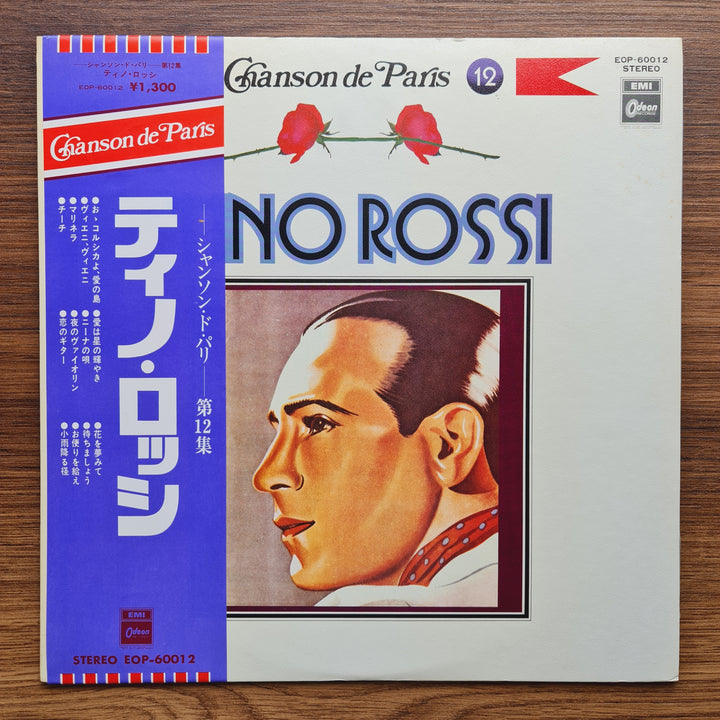 ──シャンソン・ド・パリ──第12集
ティノ・ロッシ
EOP-60012 ¥1,300
Chanson de Paris
ティノ・ロッシ
──シャンソン・ド・パリ──第12集
●おゝコルシカよ、愛の島
●ヴィエニ、ヴィエニ
●マリネラ
●チーチ
●愛は星の輝やき
●ニーナの唄
●夜のヴァイオリン
●恋のギター
●花を夢みて
●待ちましょう
●お便りを給え
●小雨降る径
EMI
Odeon
STEREO EOP-60012
Chanson de Paris 12
EOP-60012
STEREO
EMI
Odeon
RECORDS
NO ROSSI